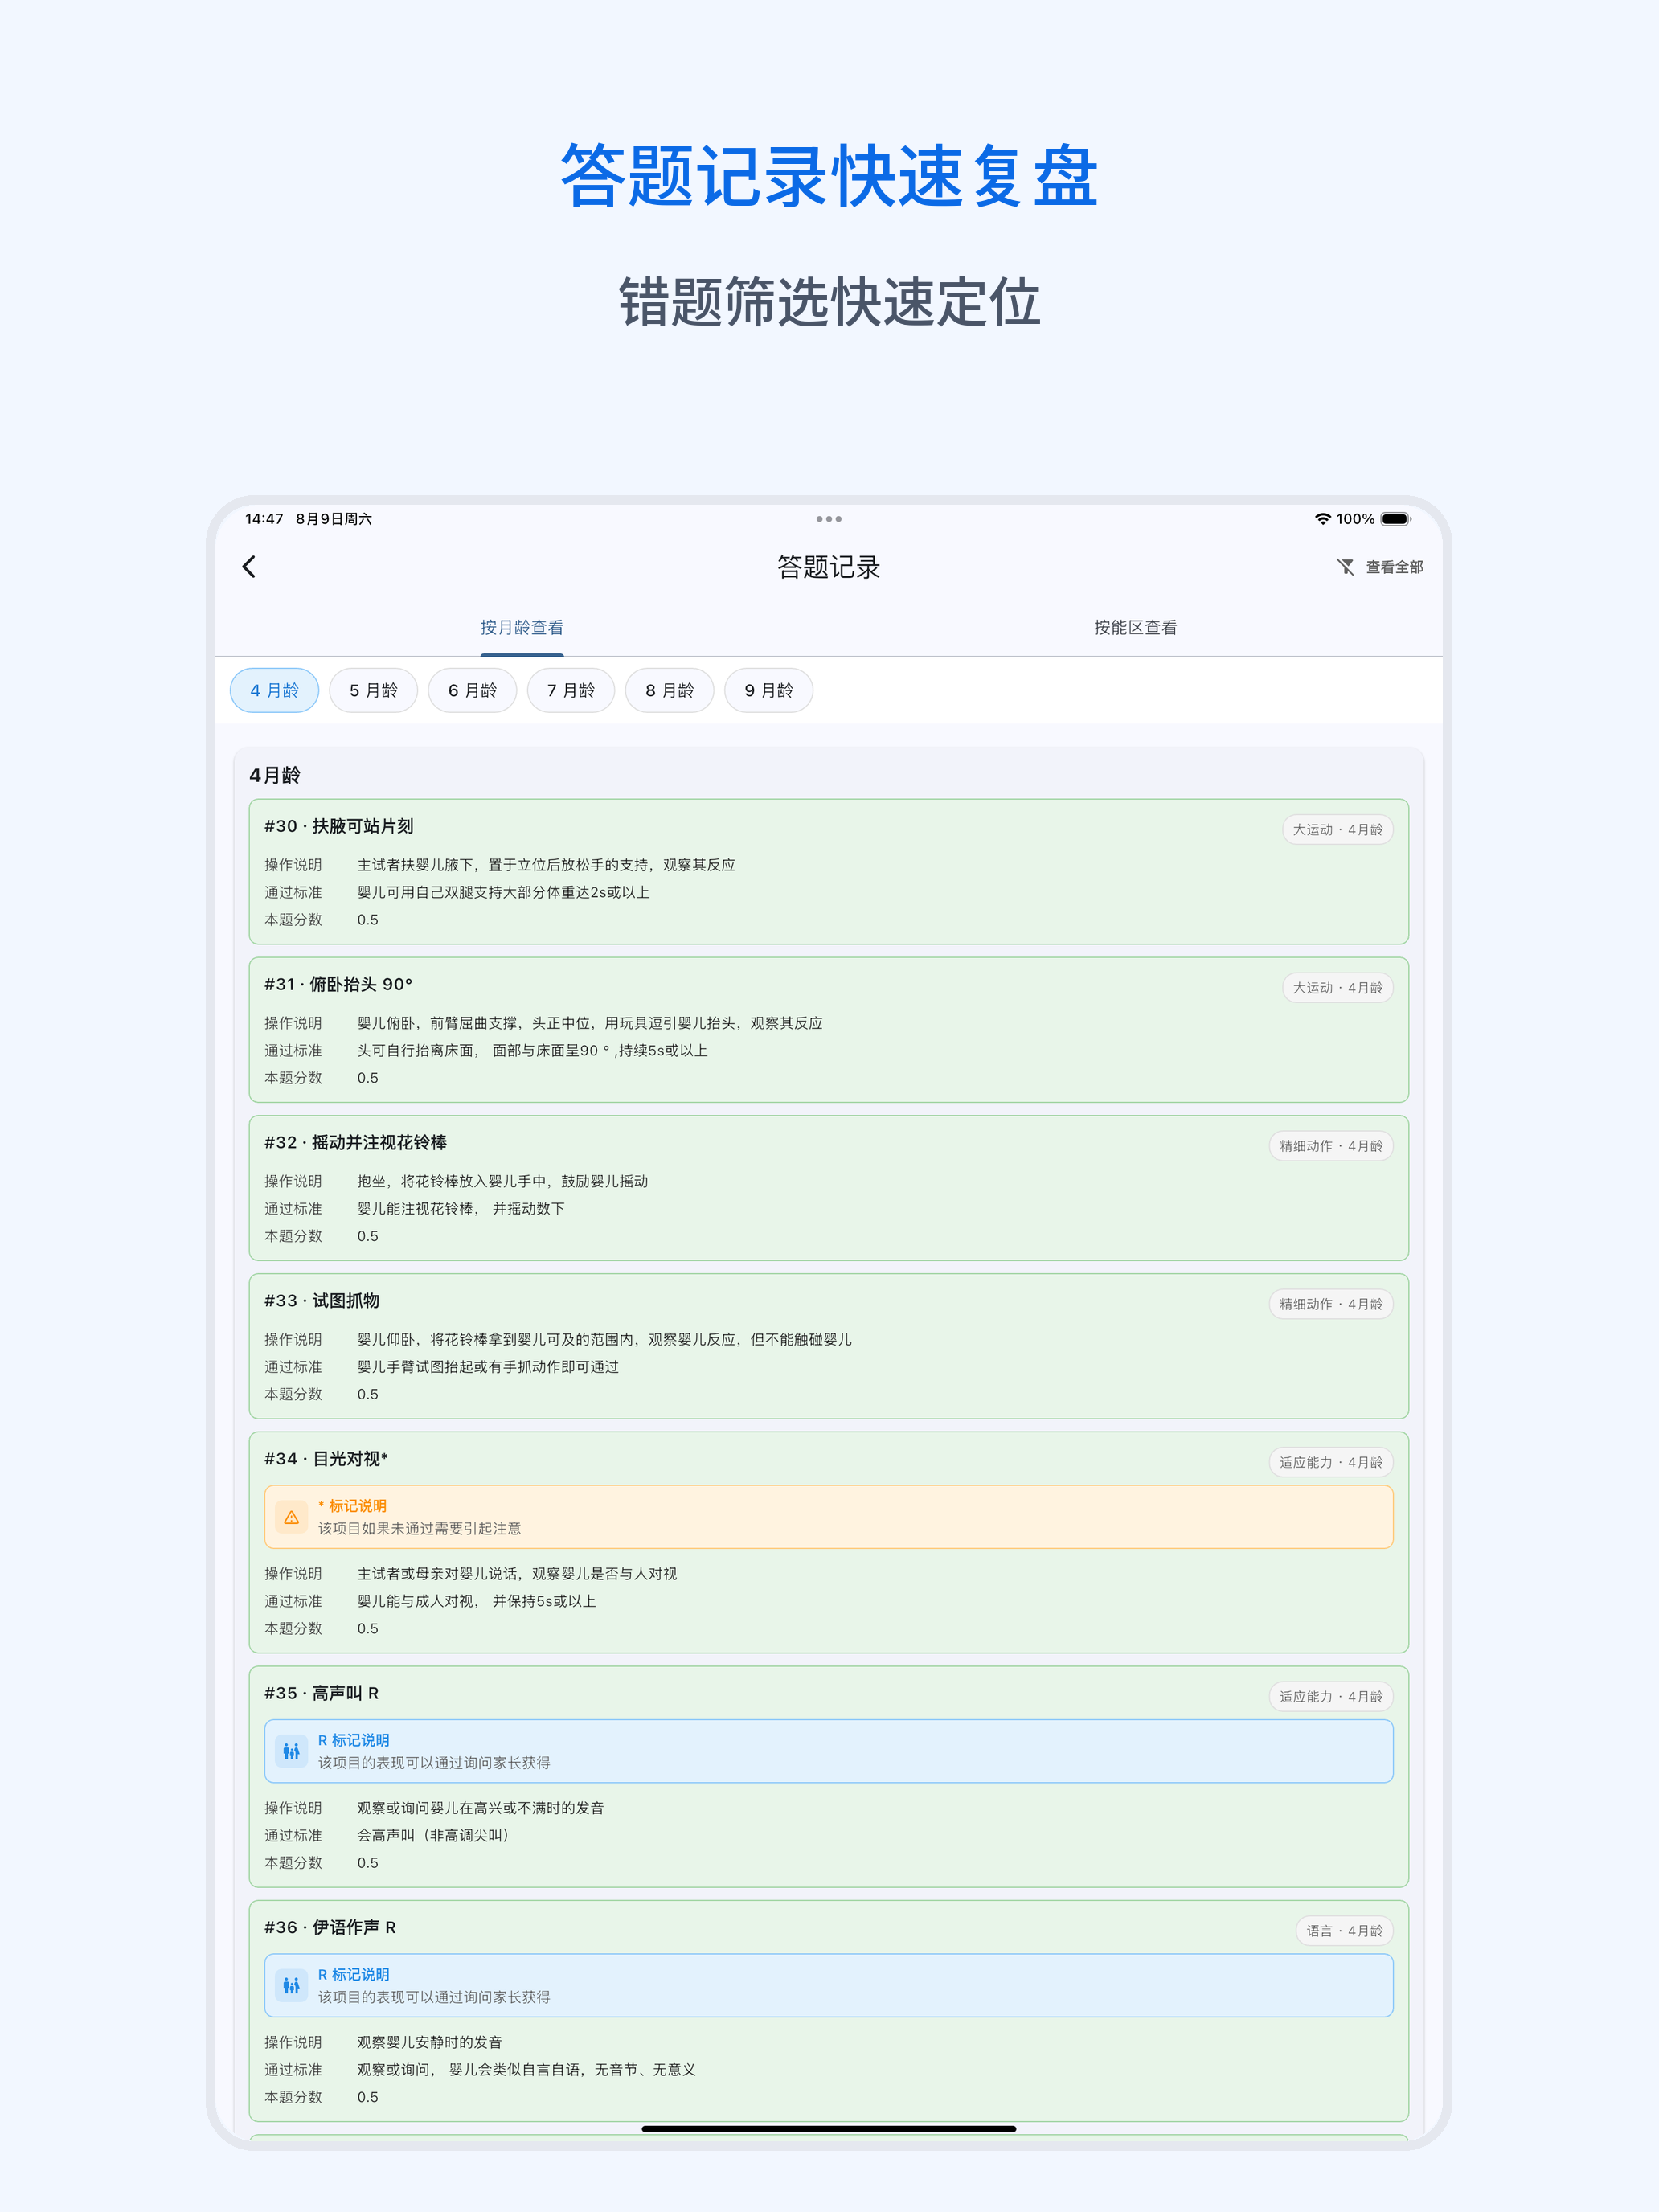 答题记录快速复盘
错题筛选快速定位
14:47 8月9日周六
100%
答题记录
查看全部
按月龄查看
按能区查看
4 月龄
5 月龄
6 月龄
7 月龄
8 月龄
9 月龄
4月龄
#30 · 扶腋可站片刻
大运动 · 4月龄
操作说明 主试者扶婴儿腋下，置于立位后放松手的支持，观察其反应
通过标准 婴儿可用自己双腿支持大部分体重达2s或以上
本题分数 0.5
#31 · 俯卧抬头 90°
大运动 · 4月龄
操作说明 婴儿俯卧，前臂屈曲支撑，头正中位，用玩具逗引婴儿抬头，观察其反应
通过标准 头可自行抬离床面， 面部与床面呈90 ° ,持续5s或以上
本题分数 0.5
#32 · 摇动并注视花铃棒
精细动作 · 4月龄
操作说明 抱坐，将花铃棒放入婴儿手中，鼓励婴儿摇动
通过标准 婴儿能注视花铃棒， 并摇动数下
本题分数 0.5
#33 · 试图抓物
精细动作 · 4月龄
操作说明 婴儿仰卧，将花铃棒拿到婴儿可及的范围内，观察婴儿反应，但不能触碰婴儿
通过标准 婴儿手臂试图抬起或有手抓动作即可通过
本题分数 0.5
#34 · 目光对视*
适应能力 · 4月龄
* 标记说明
该项目如果未通过需要引起注意
操作说明 主试者或母亲对婴儿说话，观察婴儿是否与人对视
通过标准 婴儿能与成人对视， 并保持5s或以上
本题分数 0.5
#35 · 高声叫 R
适应能力 · 4月龄
R 标记说明
该项目的表现可以通过询问家长获得
操作说明 观察或询问婴儿在高兴或不满时的发音
通过标准 会高声叫（非高调尖叫）
本题分数 0.5
#36 · 伊语作声 R
语言 · 4月龄
R 标记说明
该项目的表现可以通过询问家长获得
操作说明 观察婴儿安静时的发音
通过标准 观察或询问， 婴儿会类似自言自语，无音节、无意义
本题分数 0.5